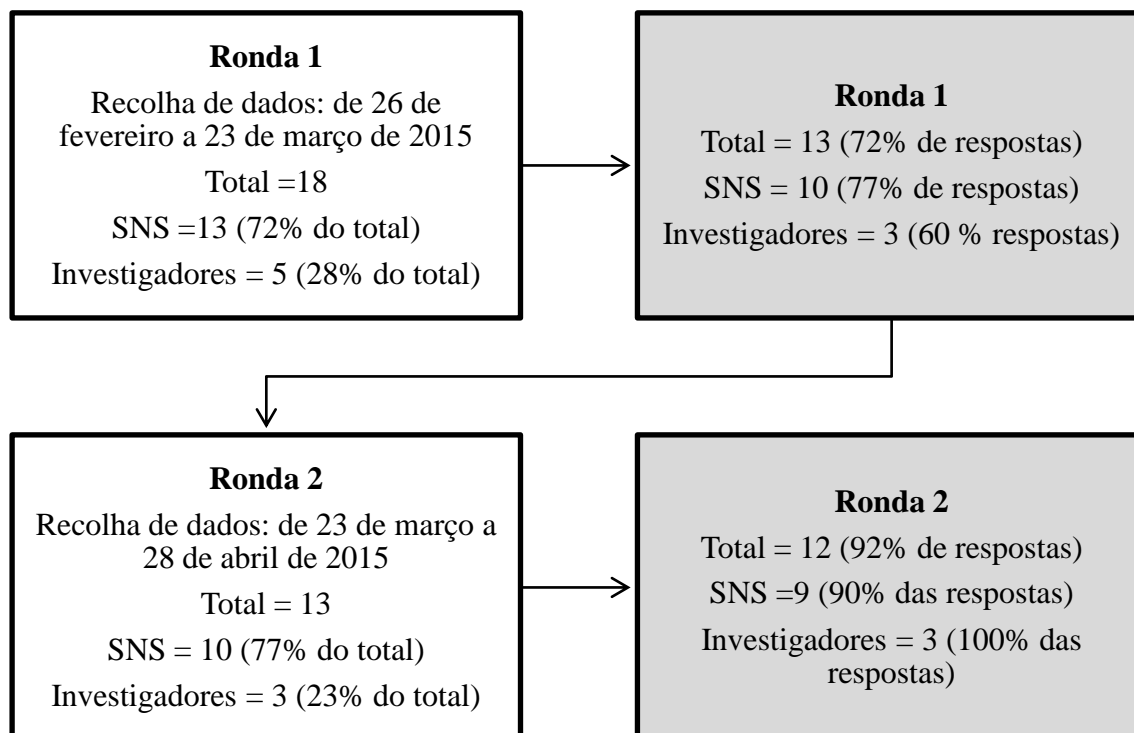 Ronda 1
Recolha de dados: de 26 de
fevereiro a 23 de março de 2015
Total =18
SNS =13 (72% do total)
Investigadores = 5 (28% do total)
Ronda 1
Total = 13 (72% de respostas)
SNS = 10 (77% de respostas)
Investigadores = 3 (60 % respostas)
Ronda 2
Recolha de dados: de 23 de março a
28 de abril de 2015
Total = 13
SNS = 10 (77% do total)
Investigadores = 3 (23% do total)
Ronda 2
Total = 12 (92% de respostas)
SNS =9 (90% das respostas)
Investigadores = 3 (100% das
respostas)